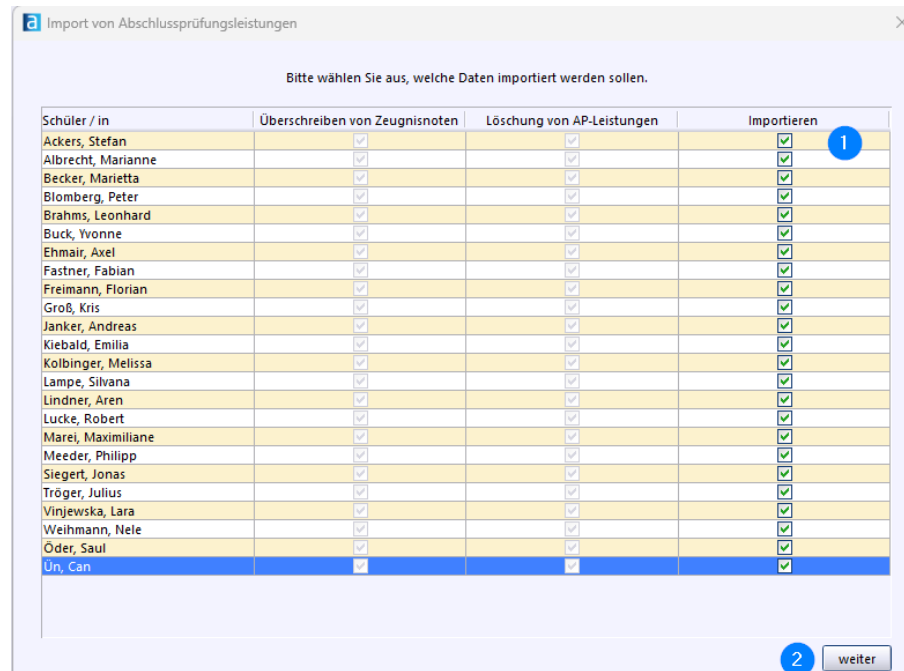 a Import von Abschlussprüfungsleistungen
Bitte wählen Sie aus, welche Daten importiert werden sollen.
Schüler / in Überschreiben von Zeugnisnoten Löschung von AP-Leistungen Importieren
Ackers, Stefan 1
Albrecht, Marianne
Becker, Marietta
Blomberg, Peter
Brahms, Leonhard
Buck, Yvonne
Ehmair, Axel
Fastner, Fabian
Freimann, Florian
Groß, Kris
Janker, Andreas
Kiebald, Emilia
Kolbinger, Melissa
Lampe, Silvana
Lindner, Aren
Lucke, Robert
Marei, Maximiliane
Meeder, Philipp
Siegert, Jonas
Tröger, Julius
Vinjewska, Lara
Weihmann, Nele
Öder, Saul
Ün, Can
2 weiter